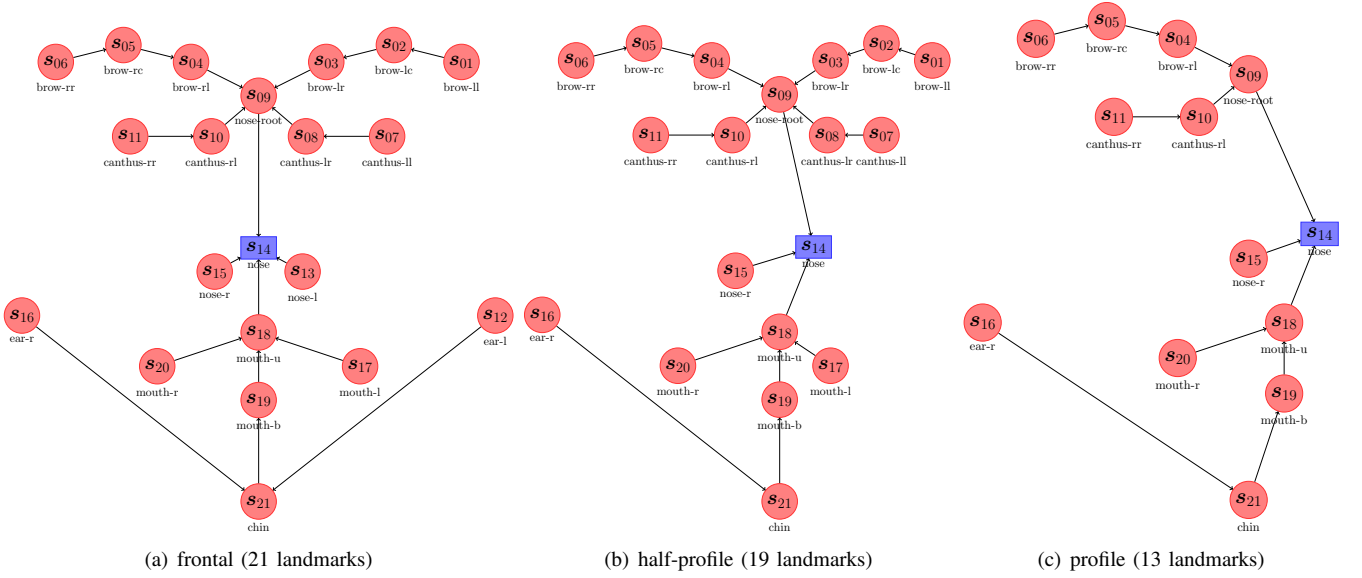 s06 s05 s04 s03 s02 s01
brow-rr brow-rc brow-rl brow-lr brow-lc brow-ll
s09
nose-root
s11 s10 s08 s07
canthus-rr canthus-rl canthus-lr canthus-ll
s14
nose
s15 s13
nose-r nose-l
s16 s12
ear-r ear-l
s18
mouth-u
s20 s17
mouth-r mouth-l
s19
mouth-b
s21
chin
(a) frontal (21 landmarks)
s06 s05 s04 s03 s02 s01
brow-rr brow-rc brow-rl brow-lr brow-lc brow-ll
s09
nose-root
s11 s10 s08 s07
canthus-rr canthus-rl canthus-lr canthus-ll
s14
nose
s15
nose-r
s16
ear-r
s18
mouth-u
s20 s17
mouth-r mouth-l
s19
mouth-b
s21
chin
(b) half-profile (19 landmarks)
s06 s05 s04
brow-rr brow-rc brow-rl
s09
nose-root
s11 s10
canthus-rr canthus-rl
s14
nose
s15
nose-r
s16
ear-r
s18
mouth-u
s20
mouth-r
s19
mouth-b
s21
chin
(c) profile (13 landmarks)